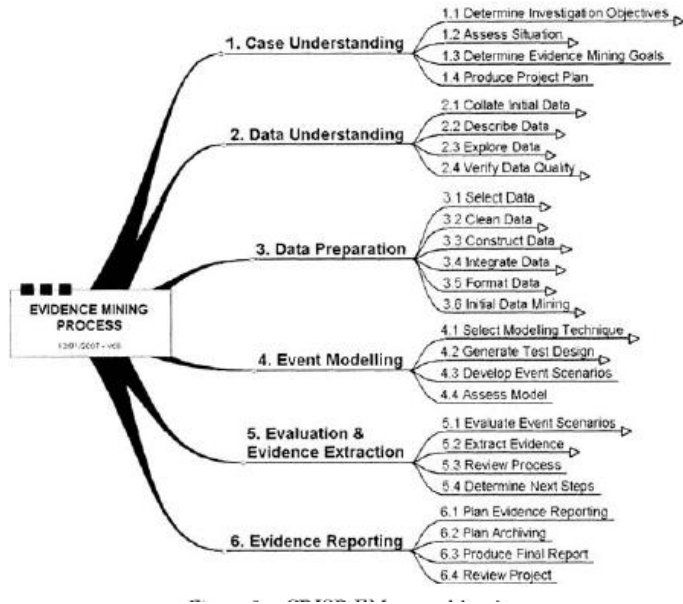 EVIDENCE MINING
PROCESS
1. Case Understanding
1.1 Determine Investigation Objectives
1.2 Assess Situation
1.3 Determine Evidence Mining Goals
1.4 Produce Project Plan
2. Data Understanding
2.1 Collate Initial Data
2.2 Describe Data
2.3 Explore Data
2.4 Verify Data Quality
3. Data Preparation
3.1 Select Data
3.2 Clean Data
3.3 Construct Data
3.4 Integrate Data
3.5 Format Data
3.6 Initial Data Mining
4. Event Modelling
4.1 Select Modelling Technique
4.2 Generate Test Design
4.3 Develop Event Scenarios
4.4 Assess Model
5. Evaluation &
Evidence Extraction
5.1 Evaluate Event Scenarios
5.2 Extract Evidence
5.3 Review Process
5.4 Determine Next Steps
6. Evidence Reporting
6.1 Plan Evidence Reporting
6.2 Plan Archiving
6.3 Produce Final Report
6.4 Review Project